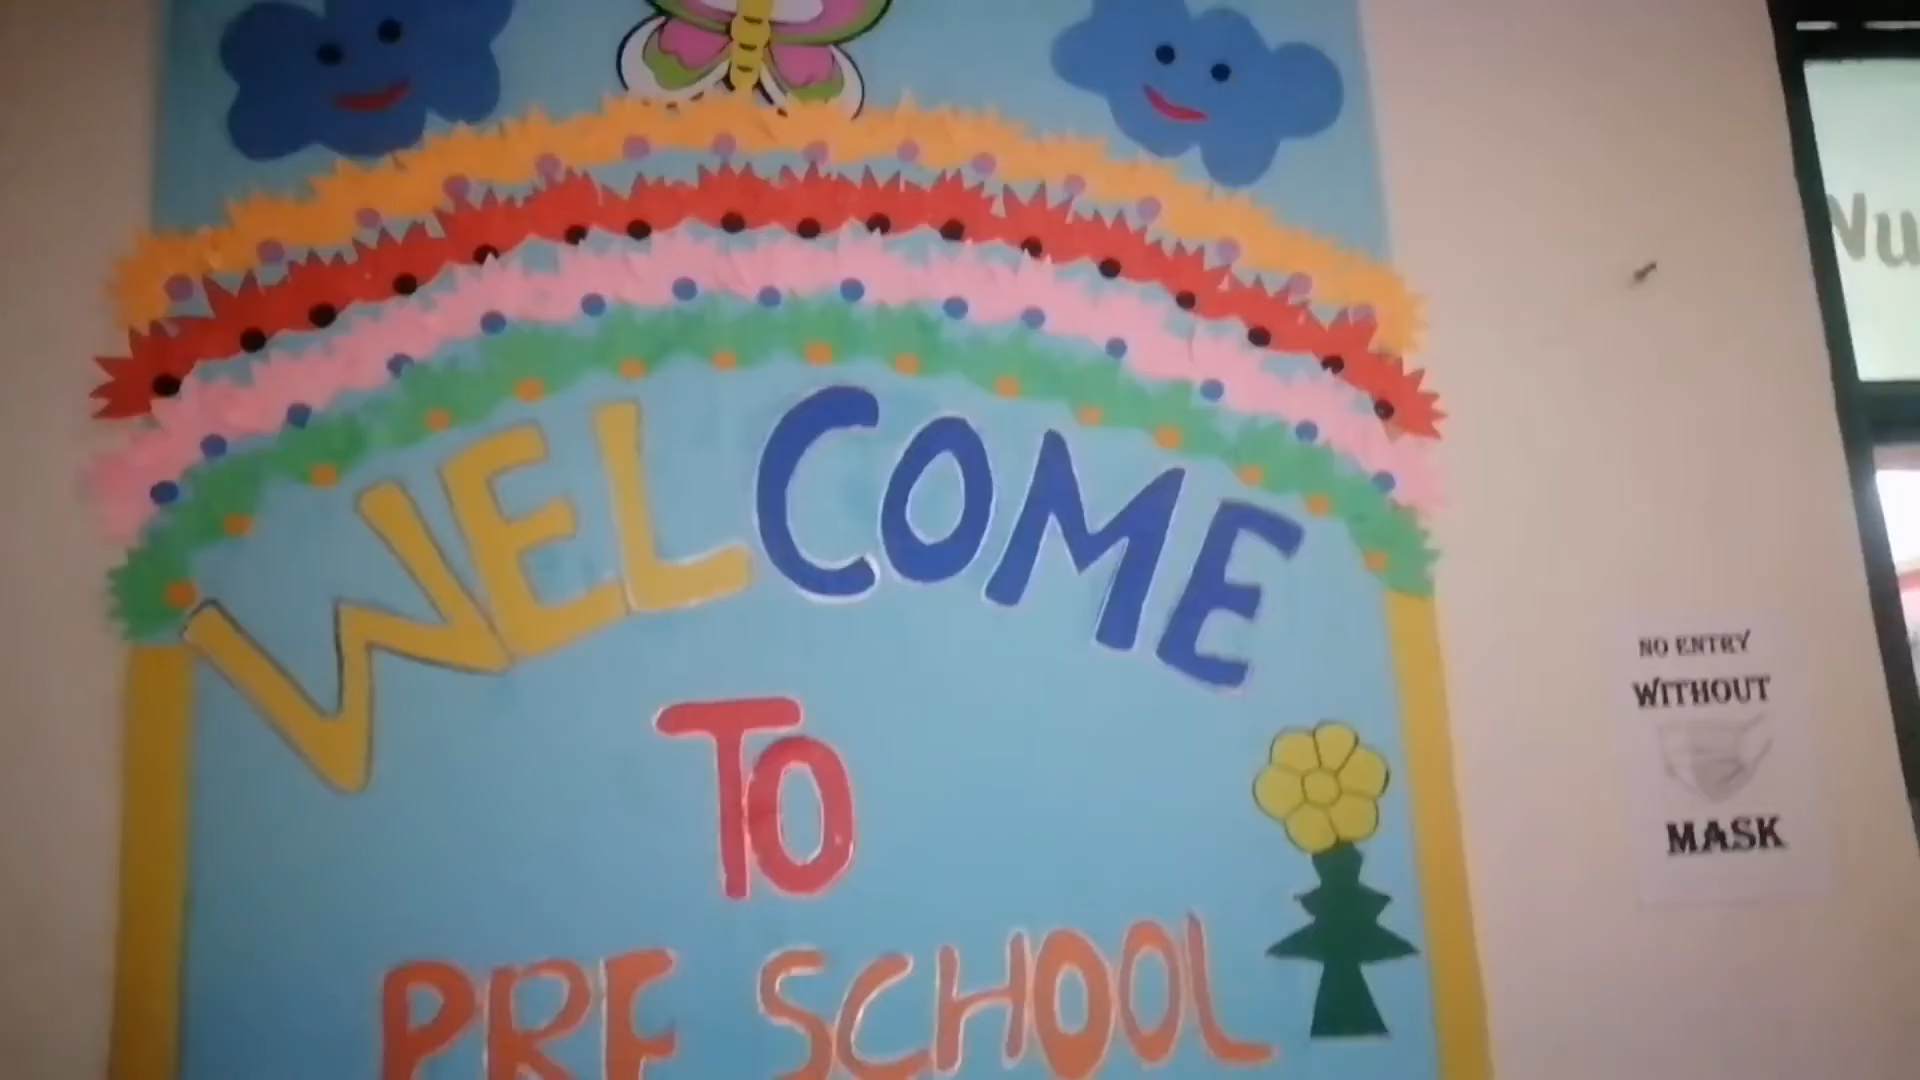 WELCOME
TO
PRE SCHOOL
NO ENTRY
WITHOUT
MASK